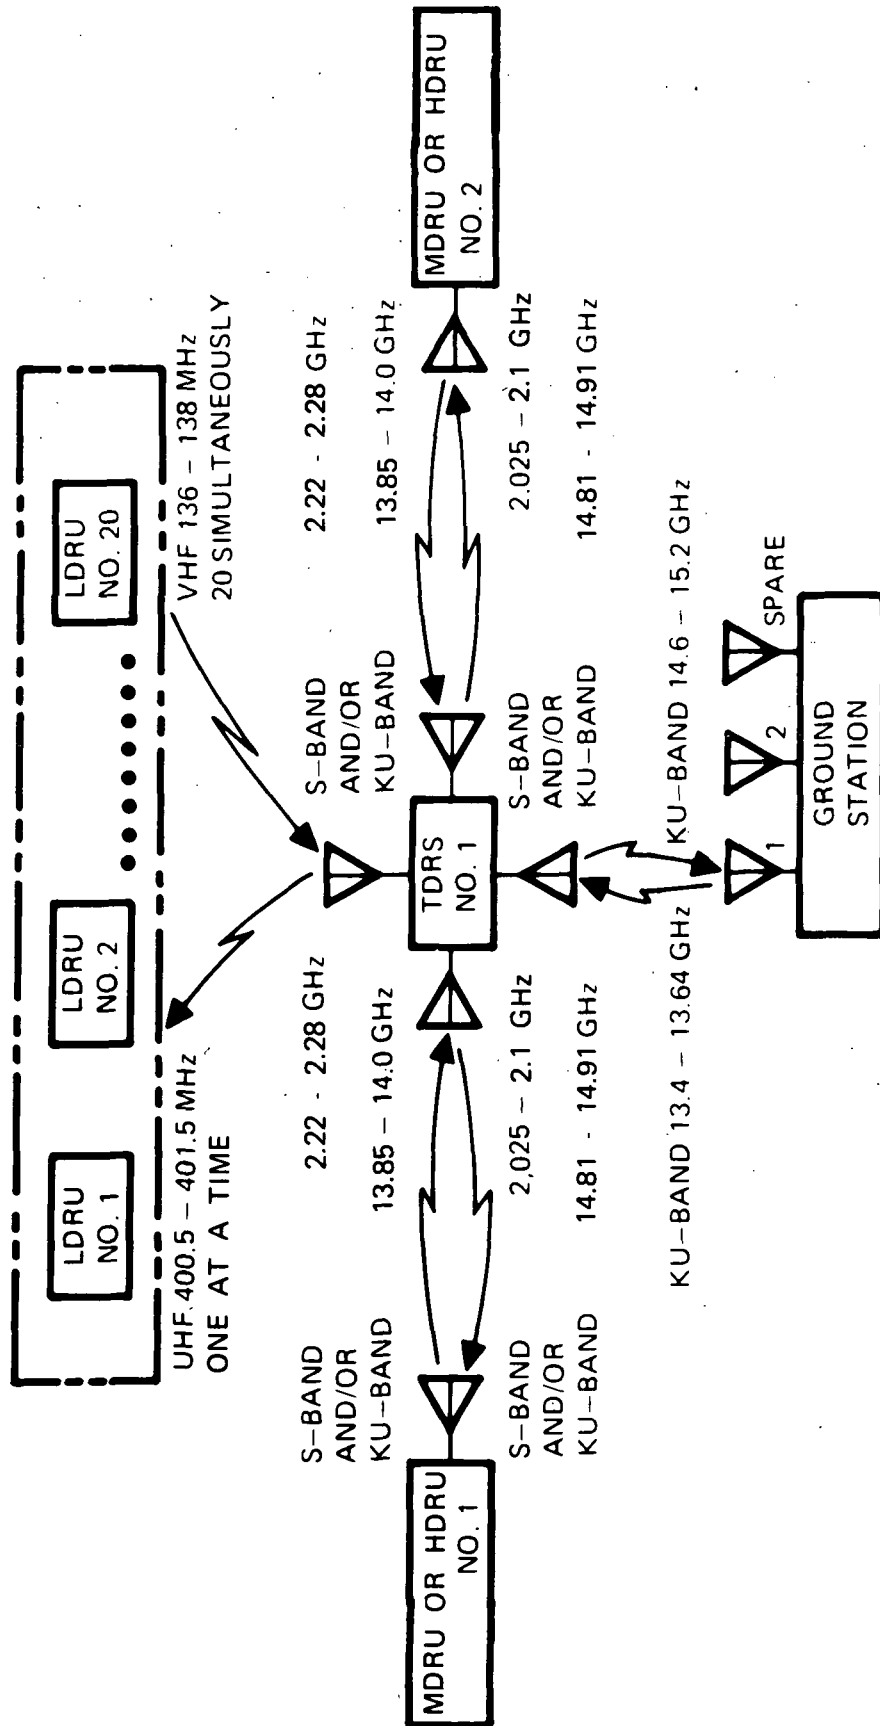 LDRU
NO. 1
LDRU
NO. 2
LDRU
NO. 20
UHF 400.5 – 401.5 MHz
ONE AT A TIME
VHF 136 – 138 MHz
20 SIMULTANEOUSLY
S–BAND
AND/OR
KU–BAND
2.22 - 2.28 GHz
13.85 – 14.0 GHz
S–BAND
AND/OR
KU–BAND
2.22 - 2.28 GHz
13.85 – 14.0 GHz
MDRU OR HDRU
NO. 1
TDRS
NO. 1
MDRU OR HDRU
NO. 2
S–BAND
AND/OR
KU–BAND
2,025 – 2.1 GHz
14.81 - 14.91 GHz
S–BAND
AND/OR
KU–BAND
2.025 – 2.1 GHz
14.81 - 14.91 GHz
KU–BAND 13.4 – 13.64 GHz
KU–BAND 14.6 – 15.2 GHz
1
2
SPARE
GROUND
STATION